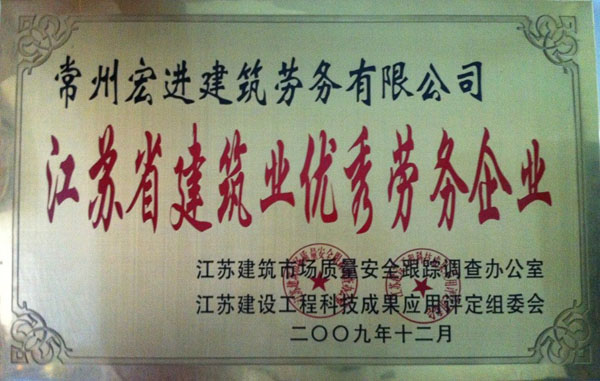 常州宏进建筑劳务有限公司
江苏省建筑业优秀劳务企业
江苏建筑市场质量安全跟踪调查办公室
江苏建设工程科技成果应用评定组委会
二〇〇九年十二月